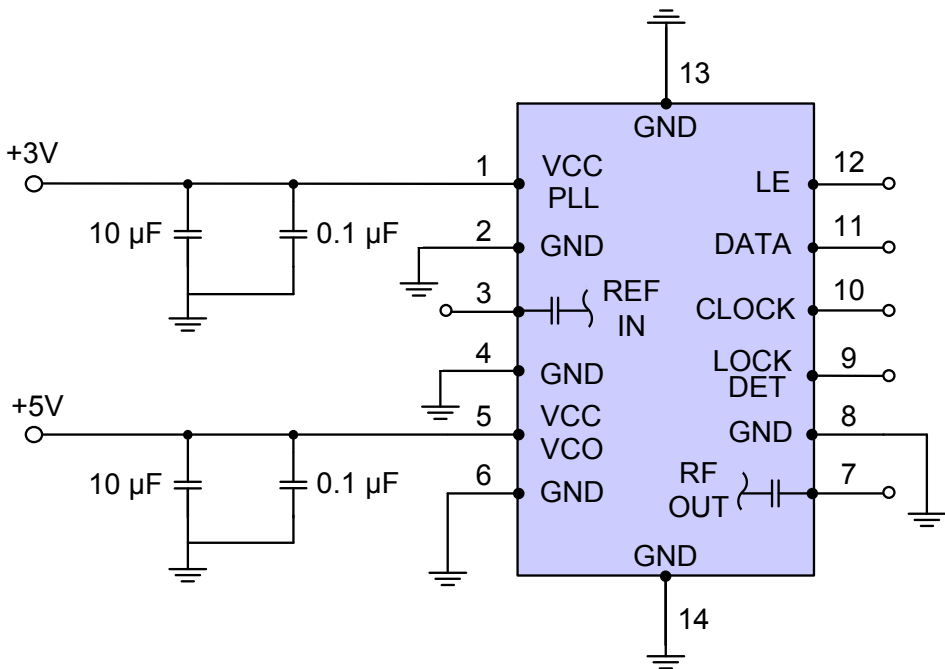 13
GND
+3V
1
VCC
PLL
12
LE
10 µF
0.1 µF
2
GND
11
DATA
3
REF
IN
10
CLOCK
4
GND
9
LOCK
DET
+5V
5
VCC
VCO
8
GND
10 µF
0.1 µF
6
GND
7
RF
OUT
GND
14